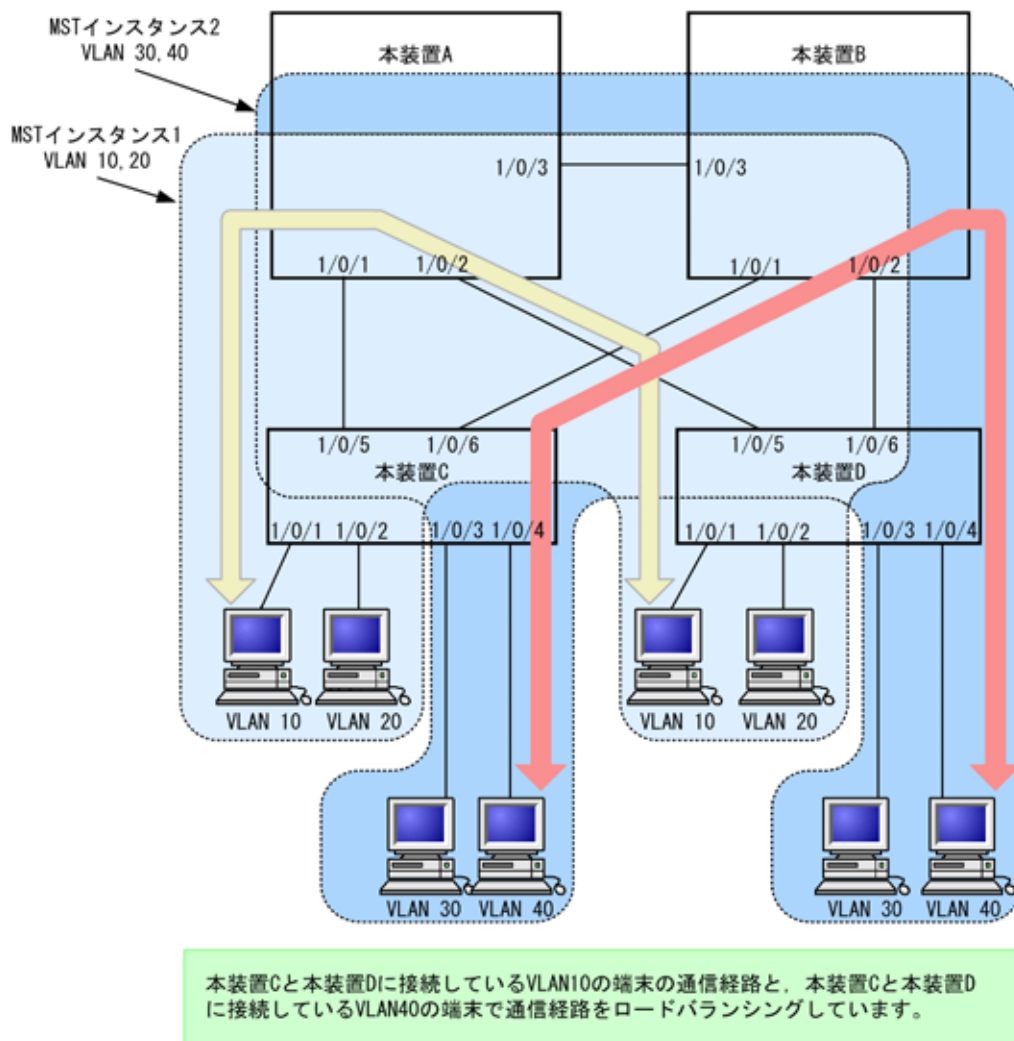 MSTインスタンス2
VLAN 30,40
本装置A
本装置B
MSTインスタンス1
VLAN 10,20
1/0/3
1/0/3
1/0/1
1/0/2
1/0/1
1/0/2
1/0/5
1/0/6
1/0/5
1/0/6
本装置C
本装置D
1/0/1
1/0/2
1/0/3
1/0/4
1/0/1
1/0/2
1/0/3
1/0/4
VLAN 10
VLAN 20
VLAN 10
VLAN 20
VLAN 30
VLAN 40
VLAN 30
VLAN 40
本装置Cと本装置Dに接続しているVLAN10の端末の通信経路と，本装置Cと本装置D
に接続しているVLAN40の端末で通信経路をロードバランシングしています。